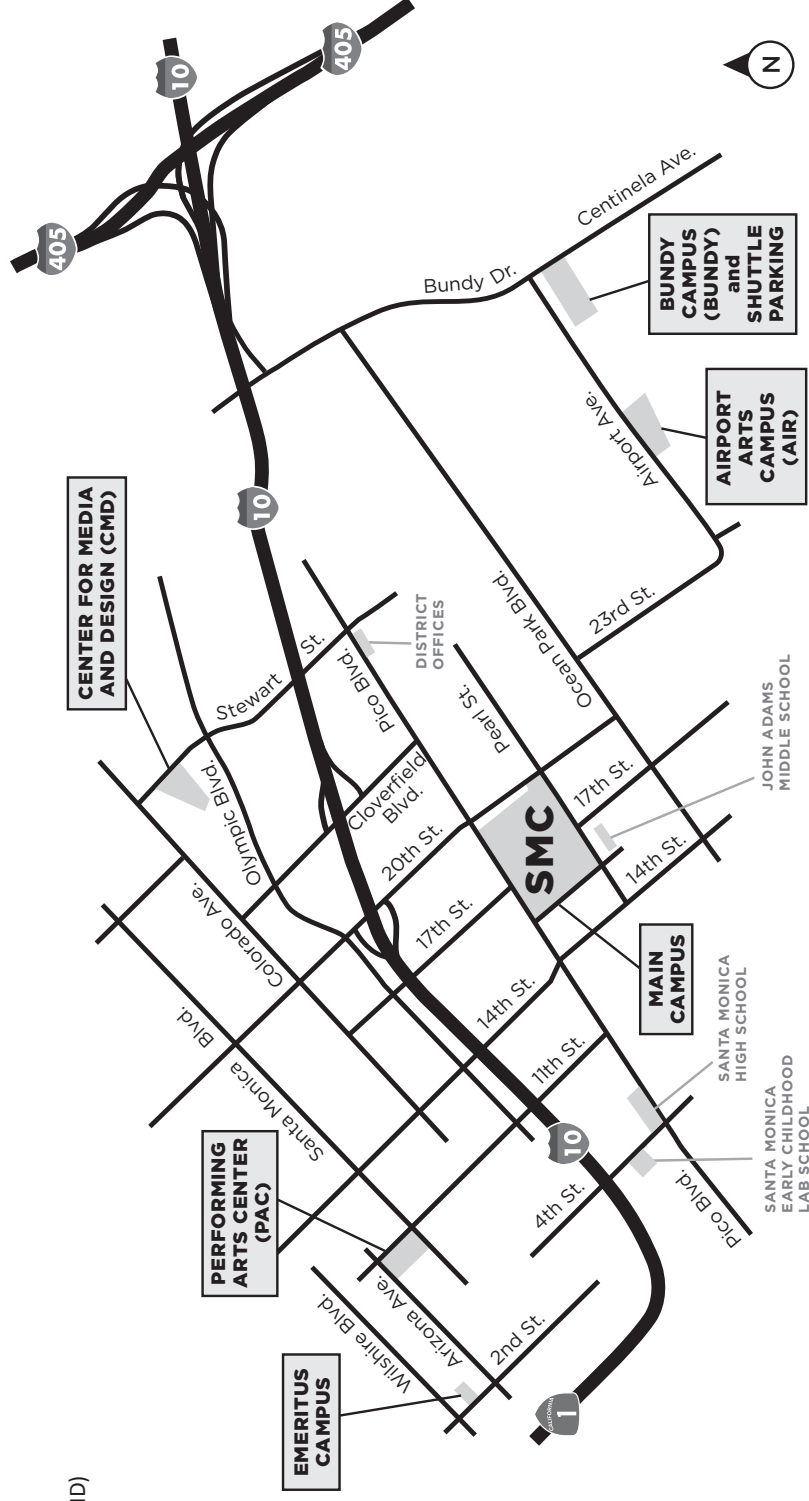 CENTER FOR MEDIA
AND DESIGN (CMD)
405
10
405
PERFORMING
ARTS CENTER
(PAC)
EMERITUS
CAMPUS
Wilshire Blvd.
Arizona Ave.
2nd St.
Santa Monica
Blvd.
Colorado Ave.
Olympic Blvd.
Stewart
St.
10
Cloverfield
Blvd.
20th St.
17th St.
14th St.
11th St.
10
4th St.
CALIFORNIA
1
Pico Blvd.
DISTRICT
OFFICES
Pearl St.
Ocean Park Blvd.
Bundy Dr.
Centinela Ave.
Airport Ave.
23rd St.
SMC
17th St.
14th St.
Pico Blvd.
MAIN
CAMPUS
BUNDY
CAMPUS
(BUNDY)
and
SHUTTLE
PARKING
AIRPORT
ARTS
CAMPUS
(AIR)
SANTA MONICA
HIGH SCHOOL
SANTA MONICA
EARLY CHILDHOOD
LAB SCHOOL
JOHN ADAMS
MIDDLE SCHOOL
N